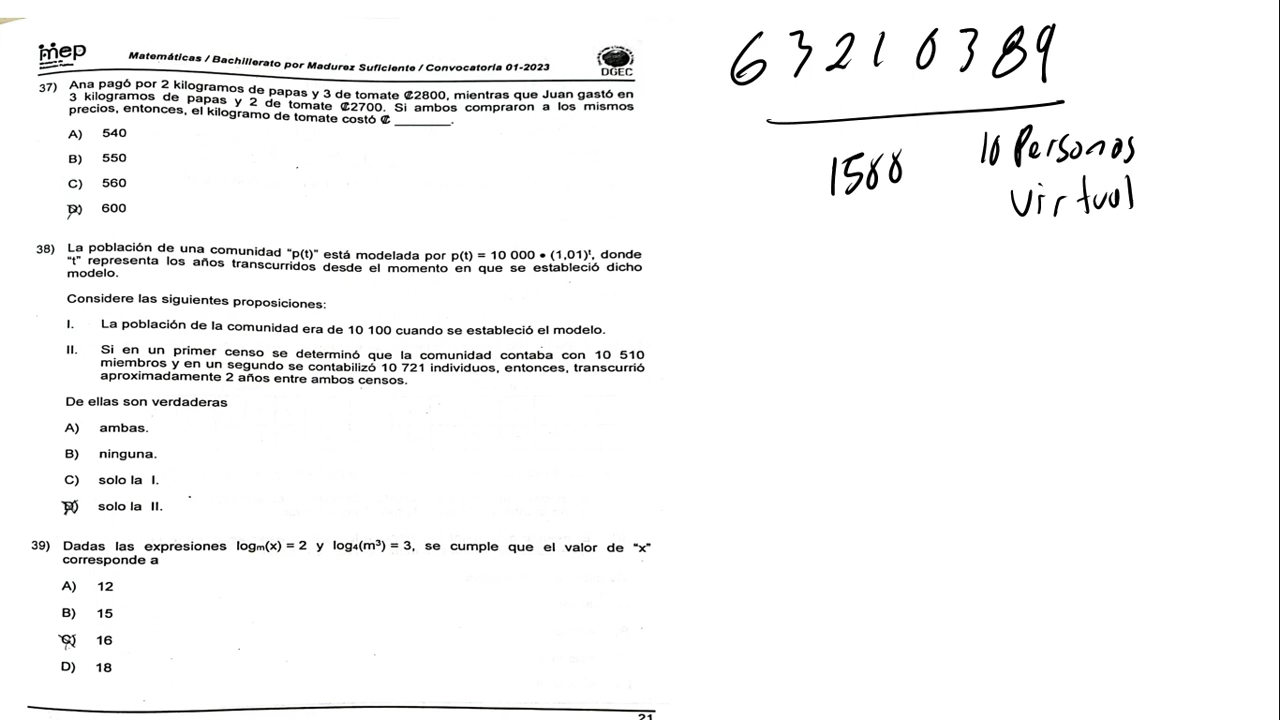 mep
Matemáticas / Bachillerato por Madurez Suficiente / Convocatoria 01-2023
DGEC
37) Ana pagó por 2 kilogramos de papas y 3 de tomate ₡2800, mientras que Juan gastó en
3 kilogramos de papas y 2 de tomate ₡2700. Si ambos compraron a los mismos
precios, entonces, el kilogramo de tomate costó ₡ ________.
A) 540
B) 550
C) 560
D) 600
38) La población de una comunidad "p(t)" está modelada por p(t) = 10 000 • (1,01)ᵗ, donde
"t" representa los años transcurridos desde el momento en que se estableció dicho
modelo.
Considere las siguientes proposiciones:
I. La población de la comunidad era de 10 100 cuando se estableció el modelo.
II. Si en un primer censo se determinó que la comunidad contaba con 10 510
miembros y en un segundo se contabilizó 10 721 individuos, entonces, transcurrió
aproximadamente 2 años entre ambos censos.
De ellas son verdaderas
A) ambas.
B) ninguna.
C) solo la I.
D) solo la II.
39) Dadas las expresiones logₘ(x) = 2 y log₄(m³) = 3, se cumple que el valor de "x"
corresponde a
A) 12
B) 15
C) 16
D) 18
21
63210389
1500 10 Personas
Virtual